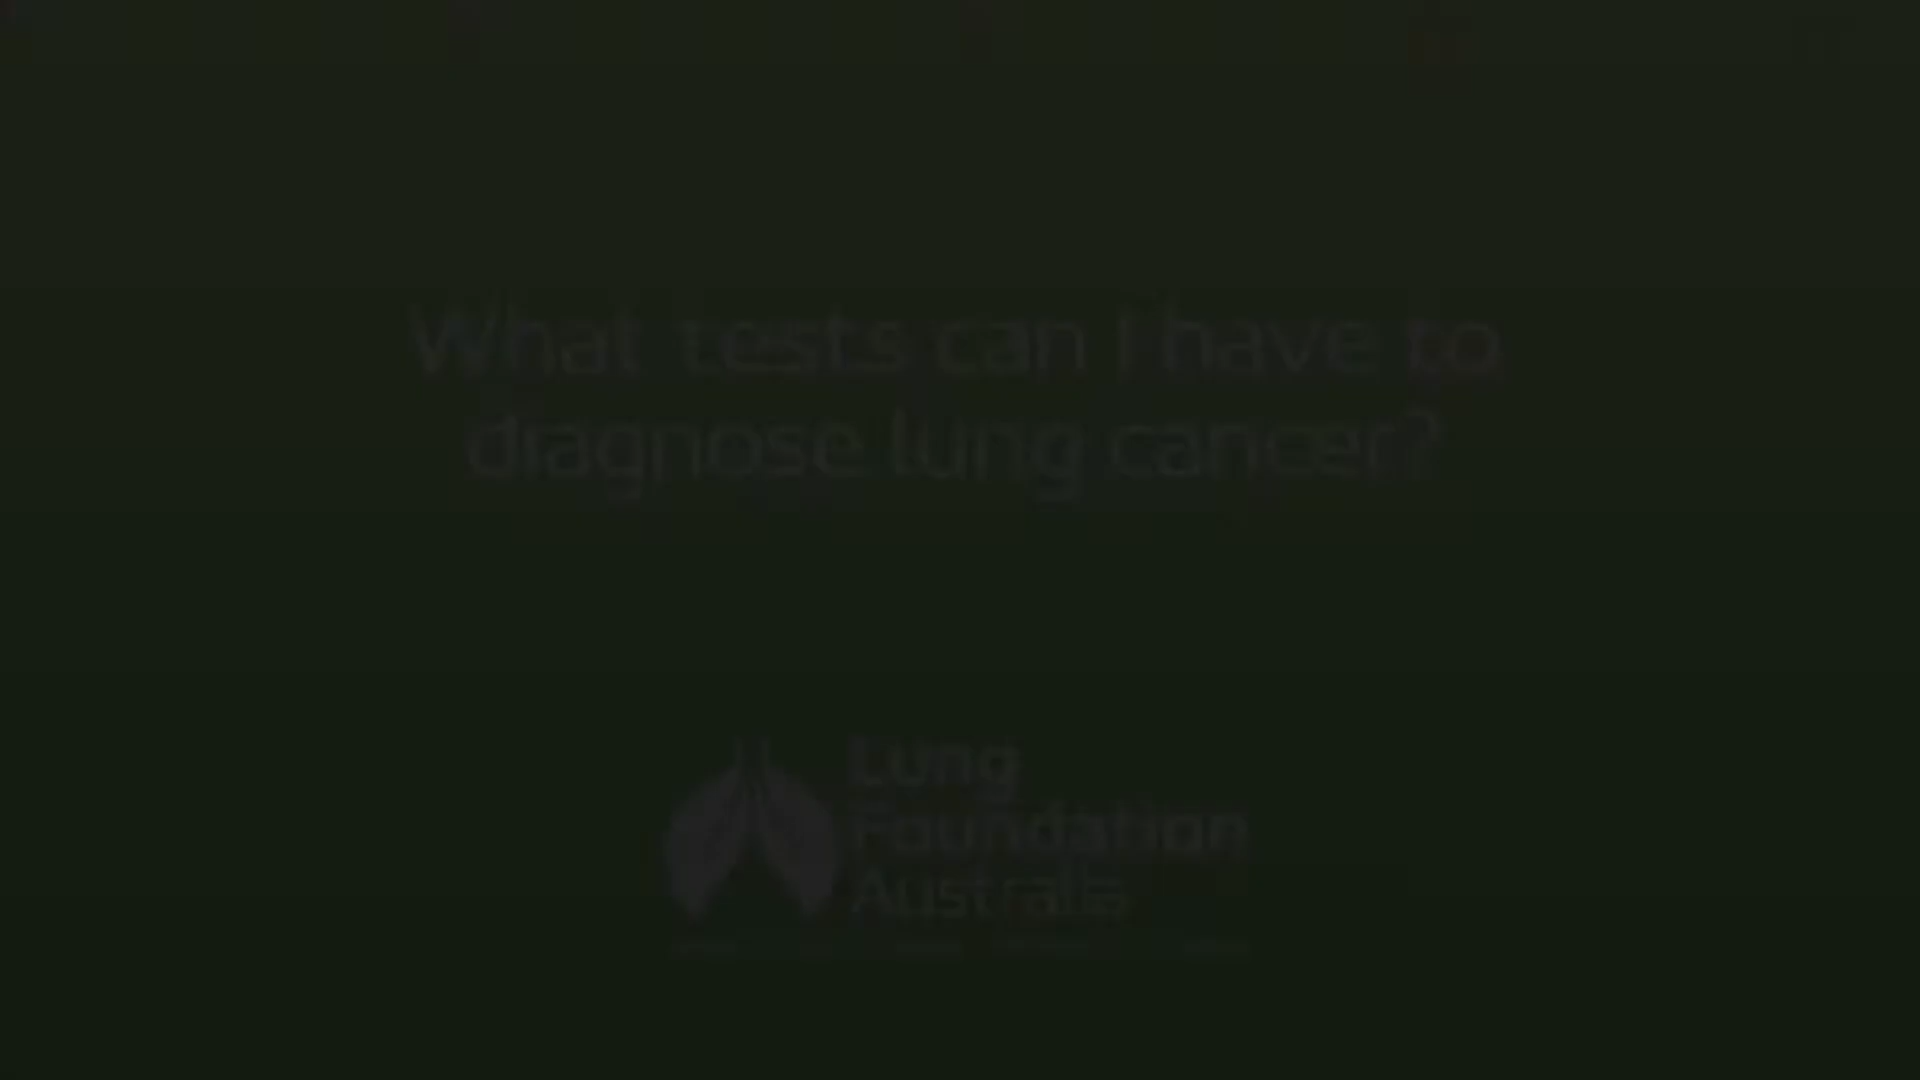 What tests can I have to
diagnose lung cancer?
Lung
Foundation
Australia